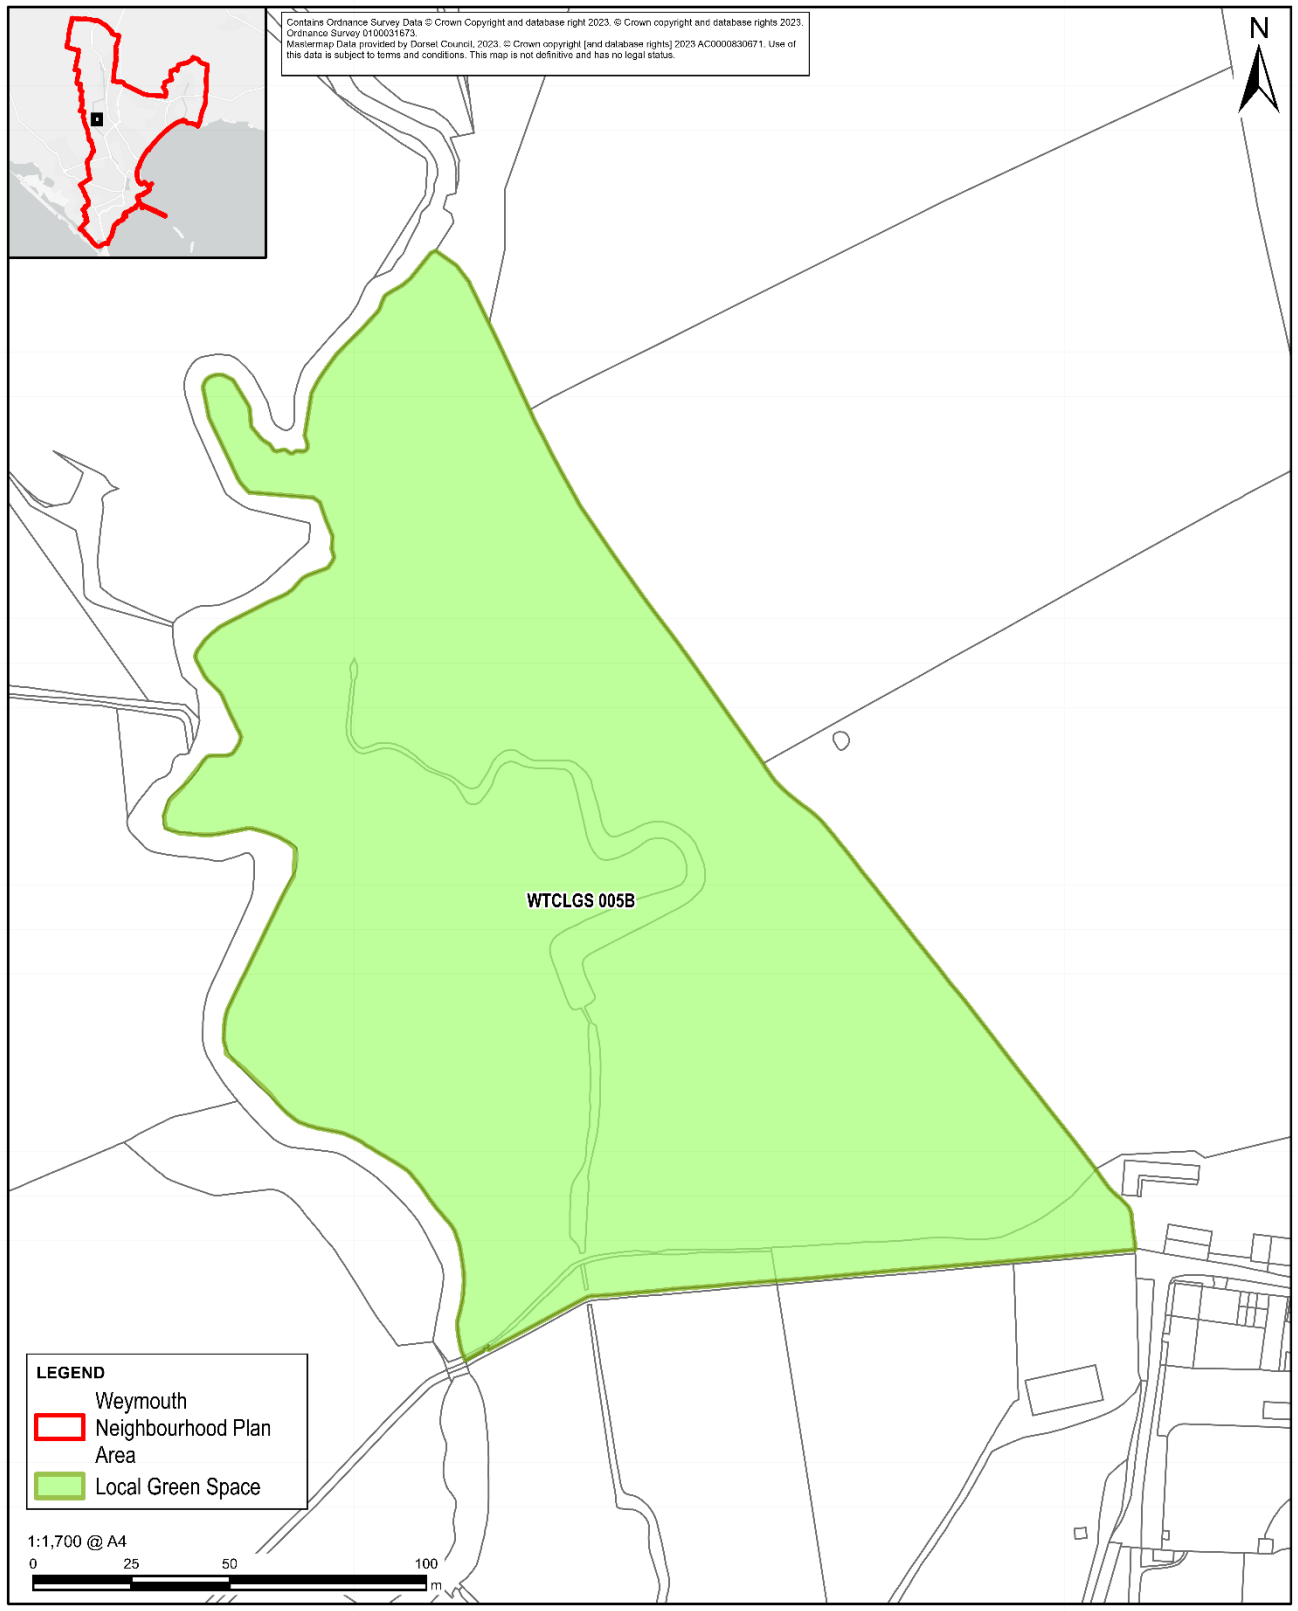 Contains Ordnance Survey Data © Crown Copyright and database right 2023. © Crown copyright and database rights 2023.
Ordnance Survey 0100031673.
Mastermap Data provided by Dorset Council, 2023. © Crown copyright [and database rights] 2023 AC0000830671. Use of
this data is subject to terms and conditions. This map is not definitive and has no legal status.
N
WTCLGS 005B
LEGEND
Weymouth
Neighbourhood Plan
Area
Local Green Space
1:1,700 @ A4
0 25 50 100
m